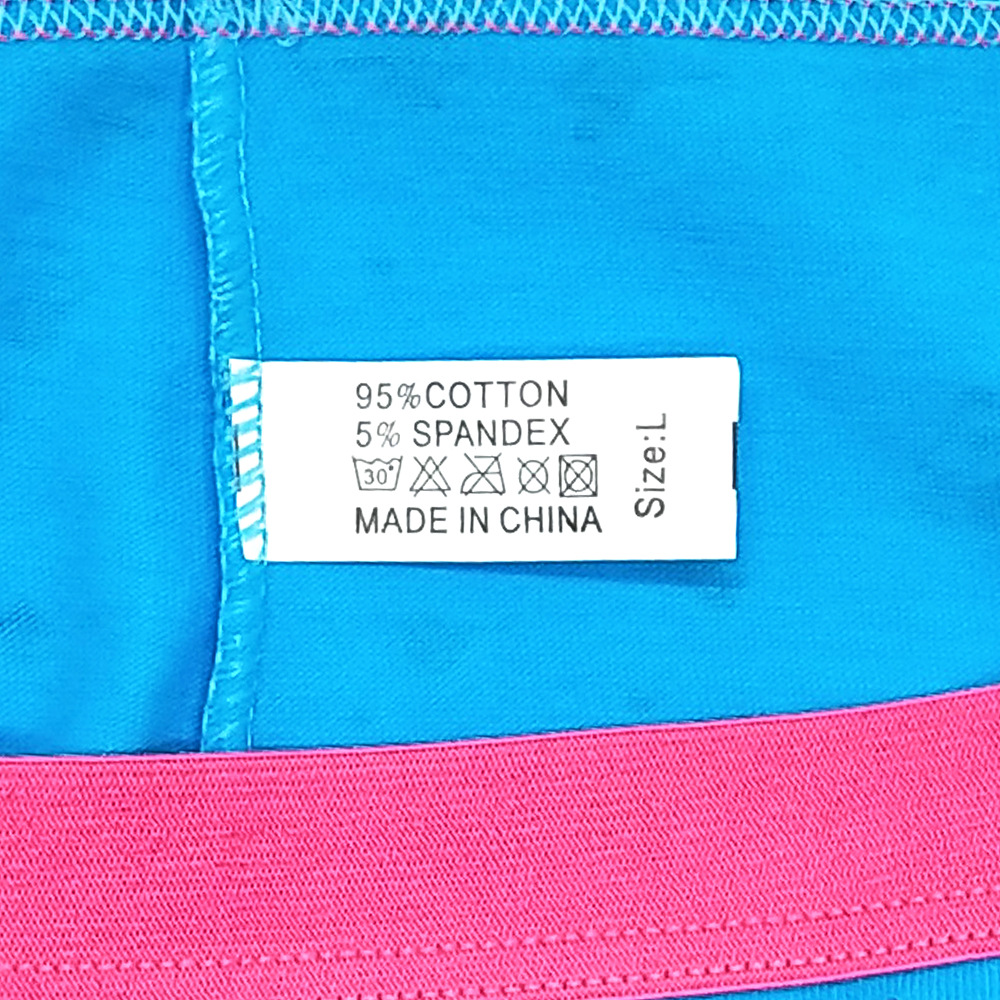 95%COTTON
5% SPANDEX
30°
MADE IN CHINA
Size:L